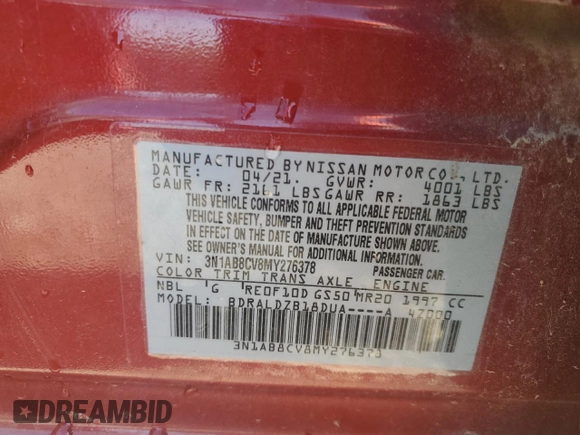 MANUFACTURED BY NISSAN MOTOR CO., LTD.
DATE: 04/21. GVWR: 4001 LBS
GAWR FR: 2161 LBS GAWR RR: 1863 LBS
THIS VEHICLE CONFORMS TO ALL APPLICABLE FEDERAL MOTOR
VEHICLE SAFETY, BUMPER AND THEFT PREVENTION STANDARDS
IN EFFECT ON THE DATE OF MANUFACTURE SHOWN ABOVE.
SEE OWNER'S MANUAL FOR ADDITIONAL INFORMATION.
VIN: 3N1AB8CV8MY276378 PASSENGER CAR.
COLOR TRIM TRANS AXLE ENGINE
NBL 'G 'RE0F10D GS50'MR20 1997 CC
MODEL: BDRALDZB18DUA----A 47000
3N1AB8CV8MY276378
DREAMBID